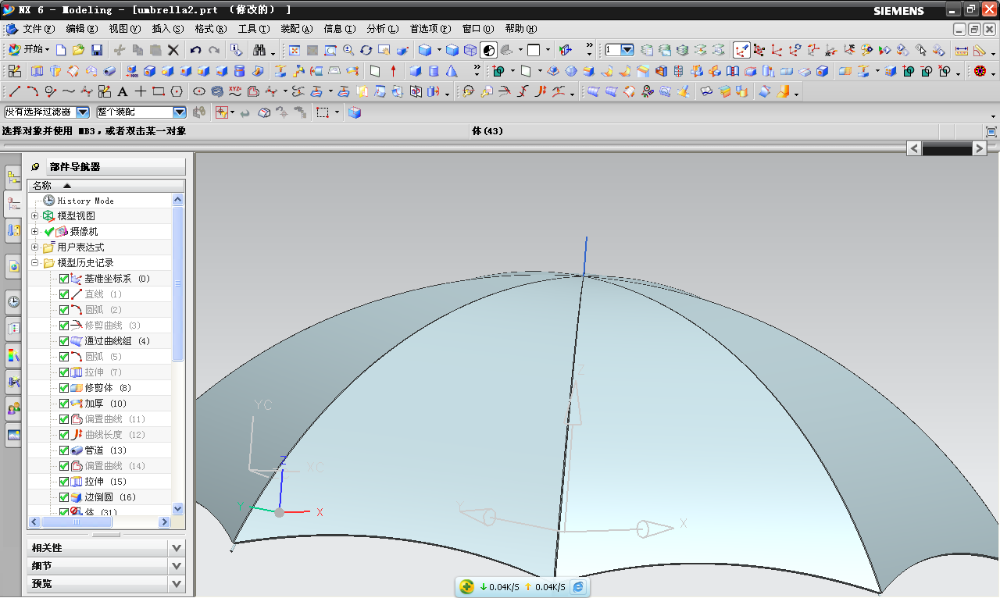 NX 6 - Modeling - [umbrella2.prt （修改的） ]
SIEMENS
文件(F) 编辑(E) 视图(V) 插入(S) 格式(R) 工具(T) 装配(A) 信息(I) 分析(L) 首选项(P) 窗口(O) 帮助(H)
开始
1
XYZ=
没有选择过滤器 整个装配
选择对象并使用 MB3，或者双击某一对象
体(43)
部件导航器
名称
History Mode
模型视图
摄像机
用户表达式
模型历史记录
基准坐标系 (0)
直线 (1)
圆弧 (2)
修剪曲线 (3)
通过曲线组 (4)
圆弧 (5)
拉伸 (7)
修剪体 (8)
加厚 (10)
偏置曲线 (11)
曲线长度 (12)
管道 (13)
偏置曲线 (14)
拉伸 (15)
边倒圆 (16)
体 (31)
相关性
细节
预览
Z
YC
Z
XC
Y
X
Y
X
0.04K/S 0.04K/S